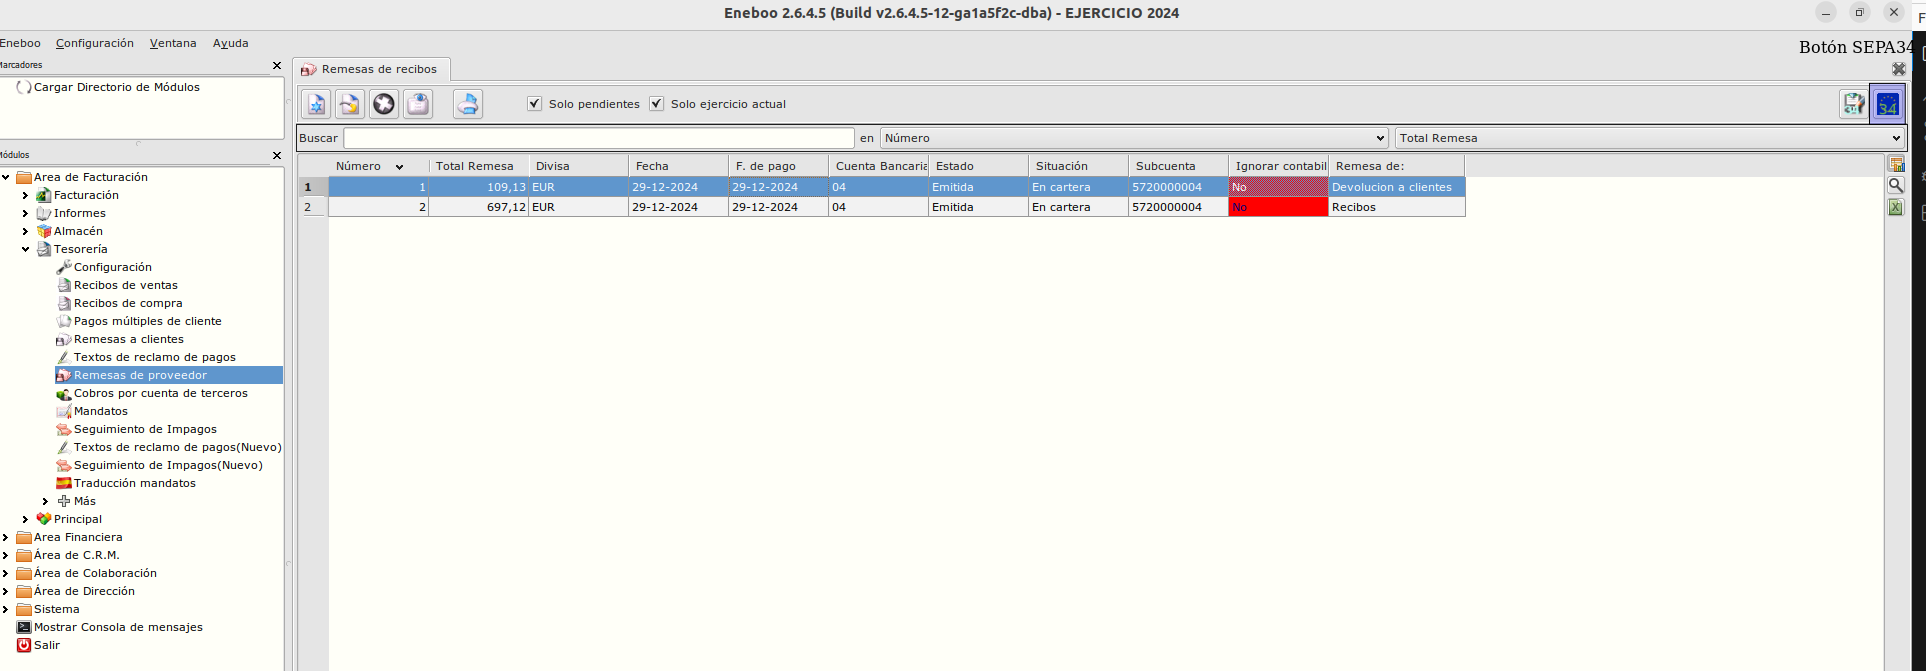 Eneboo 2.6.4.5 (Build v2.6.4.5-12-ga1a5f2c-dba) - EJERCICIO 2024
F
Eneboo Configuración Ventana Ayuda
Botón SEPA34
Marcadores
Cargar Directorio de Módulos
Remesas de recibos
Solo pendientes Solo ejercicio actual
34
Buscar en Número Total Remesa
Número Total Remesa Divisa Fecha F. de pago Cuenta Bancaria Estado Situación Subcuenta Ignorar contabil Remesa de:
1 1 109,13 EUR 29-12-2024 29-12-2024 04 Emitida En cartera 5720000004 No Devolucion a clientes
2 2 697,12 EUR 29-12-2024 29-12-2024 04 Emitida En cartera 5720000004 No Recibos
Módulos
Area de Facturación
Facturación
Informes
Almacén
Tesorería
Configuración
Recibos de ventas
Recibos de compra
Pagos múltiples de cliente
Remesas a clientes
Textos de reclamo de pagos
Remesas de proveedor
Cobros por cuenta de terceros
Mandatos
Seguimiento de Impagos
Textos de reclamo de pagos(Nuevo)
Seguimiento de Impagos(Nuevo)
Traducción mandatos
Más
Principal
Area Financiera
Área de C.R.M.
Área de Colaboración
Área de Dirección
Sistema
Mostrar Consola de mensajes
Salir